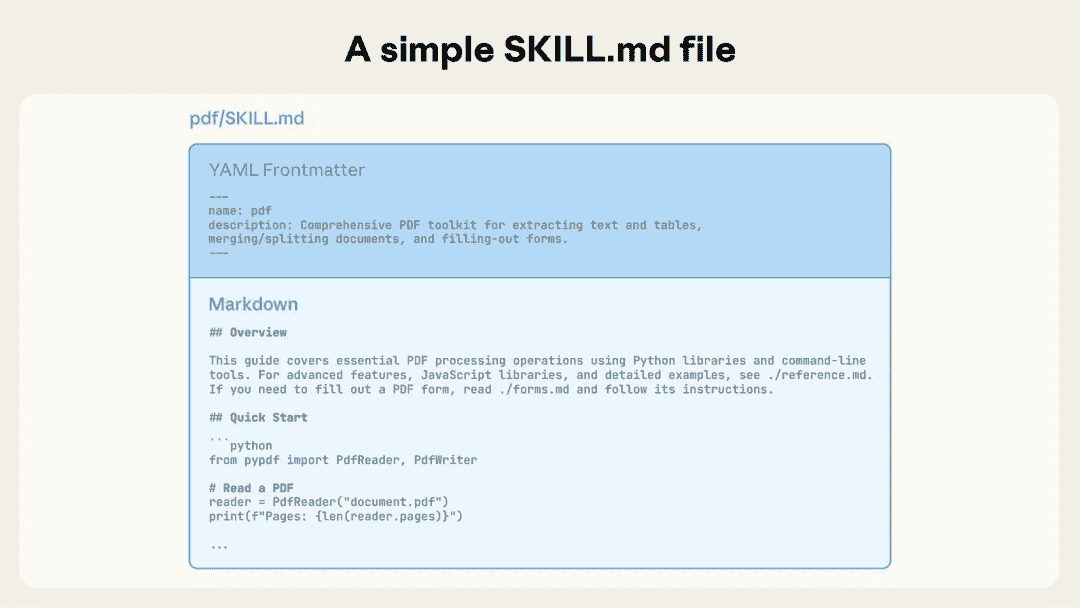 A simple SKILL.md file
pdf/SKILL.md
YAML Frontmatter
---
name: pdf
description: Comprehensive PDF toolkit for extracting text and tables,
merging/splitting documents, and filling-out forms.
---
Markdown
## Overview
This guide covers essential PDF processing operations using Python libraries and command-line
tools. For advanced features, JavaScript libraries, and detailed examples, see ./reference.md.
If you need to fill out a PDF form, read ./forms.md and follow its instructions.
## Quick Start
```python
from pypdf import PdfReader, PdfWriter
# Read a PDF
reader = PdfReader("document.pdf")
print(f"Pages: {len(reader.pages)}")
...